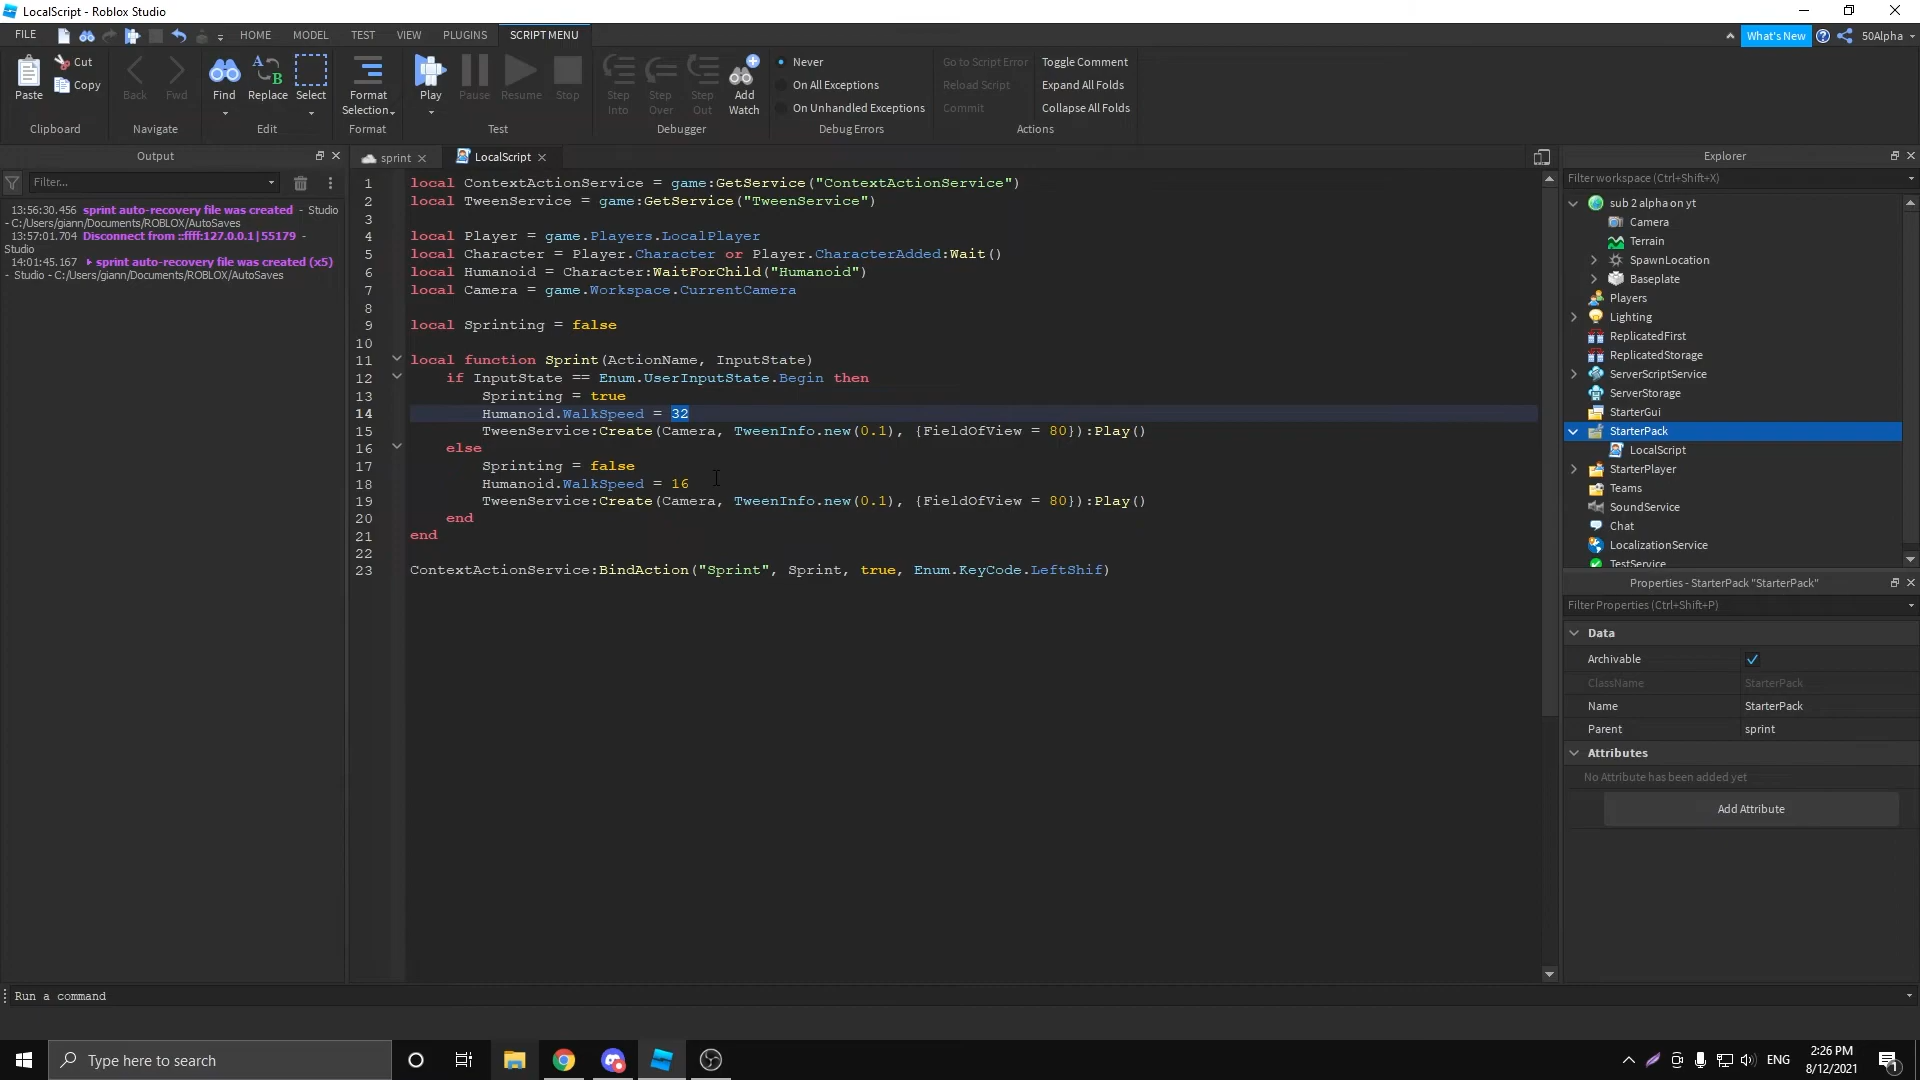 LocalScript - Roblox Studio
FILE HOME MODEL TEST VIEW PLUGINS SCRIPT MENU What's New 50Alpha
Paste
Cut
Copy
Clipboard
Back
Fwd
Navigate
Find
Replace
Select
Edit
Format
Selection
Format
Play
Pause
Resume
Stop
Test
Step
Into
Step
Over
Step
Out
Add
Watch
Debugger
Never
On All Exceptions
On Unhandled Exceptions
Debug Errors
Go to Script Error
Reload Script
Commit
Toggle Comment
Expand All Folds
Collapse All Folds
Actions
Output
Filter...
13:56:30.456 sprint auto-recovery file was created - Studio
- C:/Users/giann/Documents/ROBLOX/AutoSaves
13:57:01.704 Disconnect from ::ffff:127.0.0.1|55179 -
Studio
14:01:45.167 sprint auto-recovery file was created (x5)
- Studio - C:/Users/giann/Documents/ROBLOX/AutoSaves
sprint
LocalScript
1 local ContextActionService = game:GetService("ContextActionService")
2 local TweenService = game:GetService("TweenService")
3
4 local Player = game.Players.LocalPlayer
5 local Character = Player.Character or Player.CharacterAdded:Wait()
6 local Humanoid = Character:WaitForChild("Humanoid")
7 local Camera = game.Workspace.CurrentCamera
8
9 local Sprinting = false
10
11 local function Sprint(ActionName, InputState)
12 if InputState == Enum.UserInputState.Begin then
13 Sprinting = true
14 Humanoid.WalkSpeed = 32
15 TweenService:Create(Camera, TweenInfo.new(0.1), {FieldOfView = 80}):Play()
16 else
17 Sprinting = false
18 Humanoid.WalkSpeed = 16
19 TweenService:Create(Camera, TweenInfo.new(0.1), {FieldOfView = 80}):Play()
20 end
21 end
22
23 ContextActionService:BindAction("Sprint", Sprint, true, Enum.KeyCode.LeftShif)
Explorer
Filter workspace (Ctrl+Shift+X)
sub 2 alpha on yt
Camera
Terrain
SpawnLocation
Baseplate
Players
Lighting
ReplicatedFirst
ReplicatedStorage
ServerScriptService
ServerStorage
StarterGui
StarterPack
LocalScript
StarterPlayer
Teams
SoundService
Chat
LocalizationService
TestService
Properties - StarterPack "StarterPack"
Filter Properties (Ctrl+Shift+P)
Data
Archivable
ClassName StarterPack
Name StarterPack
Parent sprint
Attributes
No Attribute has been added yet
Add Attribute
Run a command
Type here to search
ENG
2:26 PM
8/12/2021
1